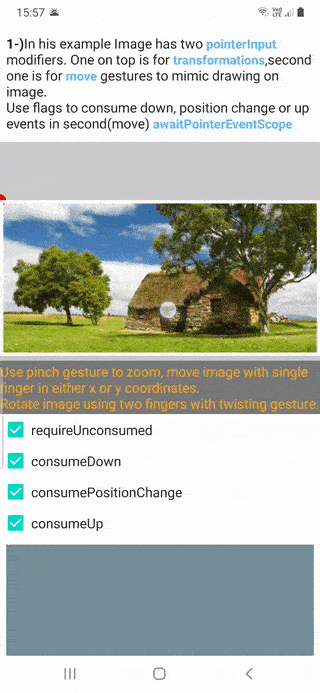 15:57
1-)In his example Image has two pointerInput
modifiers. One on top is for transformations,second
one is for move gestures to mimic drawing on
image.
Use flags to consume down, position change or up
events in second(move) awaitPointerEventScope
Use pinch gesture to zoom, move image with single
finger in either x or y coordinates.
Rotate image using two fingers with twisting gesture.
requireUnconsumed
consumeDown
consumePositionChange
consumeUp